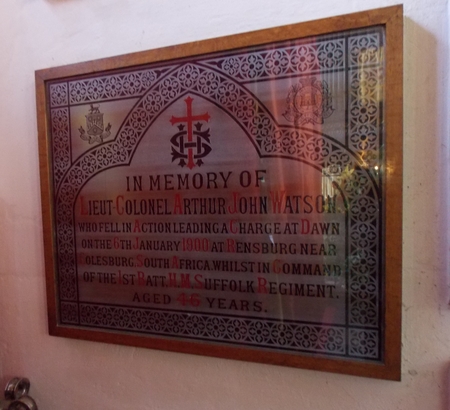 IHS
IN MEMORY OF
LIEUT-COLONEL ARTHUR JOHN WATSON
WHO FELL IN ACTION LEADING A CHARGE AT DAWN
ON THE 6TH JANUARY 1900 AT RENSBURG NEAR
COLESBURG, SOUTH AFRICA, WHILST IN COMMAND
OF THE 1ST BATT. H.M. SUFFOLK REGIMENT.
AGED 46 YEARS.